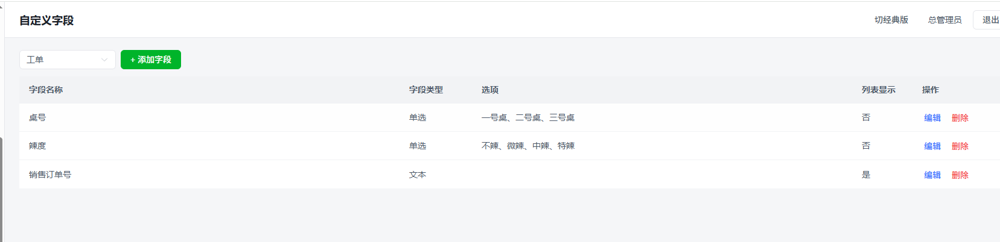 自定义字段 切经典版 总管理员 退出
工单 + 添加字段
字段名称 字段类型 选项 列表显示 操作
桌号 单选 一号桌、二号桌、三号桌 否 编辑 删除
辣度 单选 不辣、微辣、中辣、特辣 否 编辑 删除
销售订单号 文本 是 编辑 删除